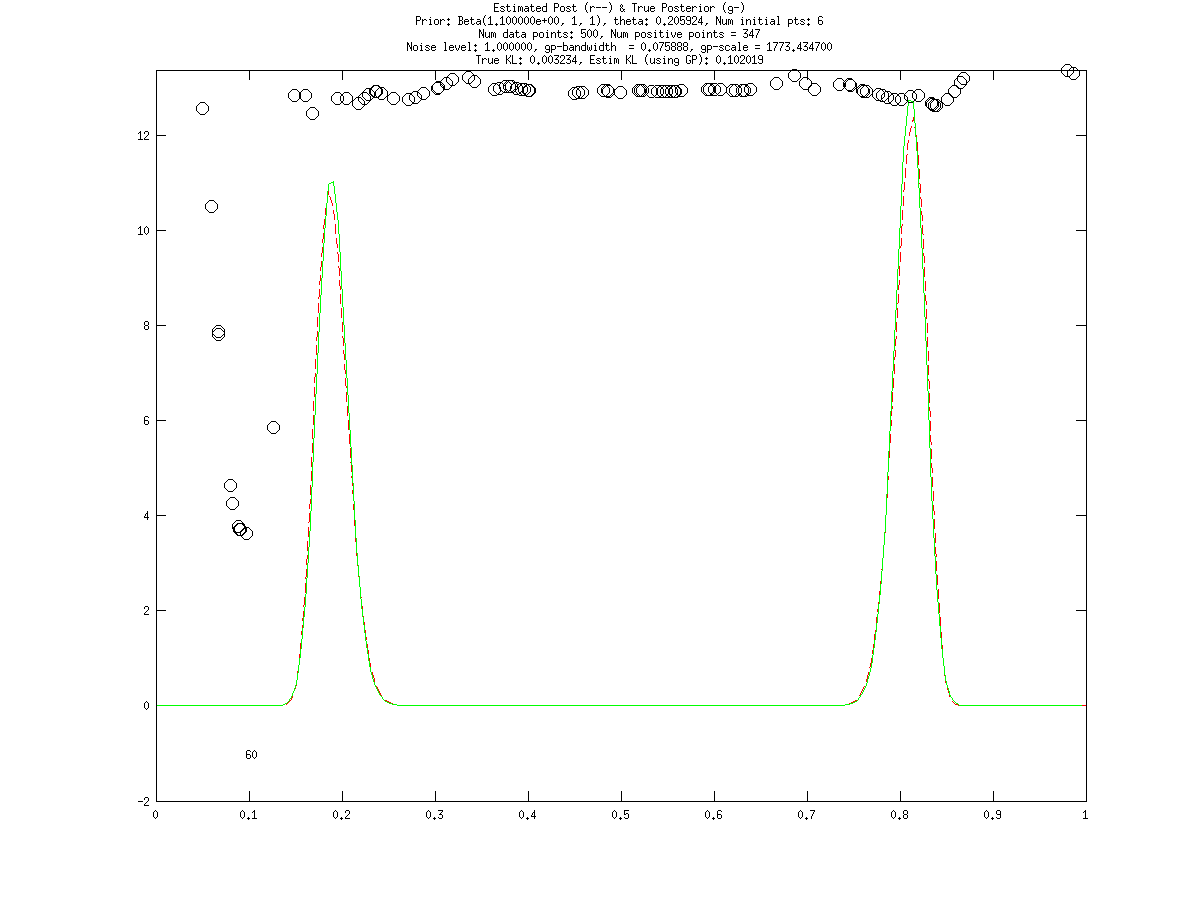 Estimated Post (r--) & True Posterior (g-)
Prior: Beta(1.100000e+00, 1, 1), theta: 0.205924, Num initial pts: 6
Num data points: 500, Num positive points = 347
Noise level: 1.000000, gp-bandwidth  = 0.075888, gp-scale = 1773.434700
True KL: 0.003234, Estim KL (using GP): 0.102019
12
10
8
6
4
2
0
60
-2
0 0.1 0.2 0.3 0.4 0.5 0.6 0.7 0.8 0.9 1